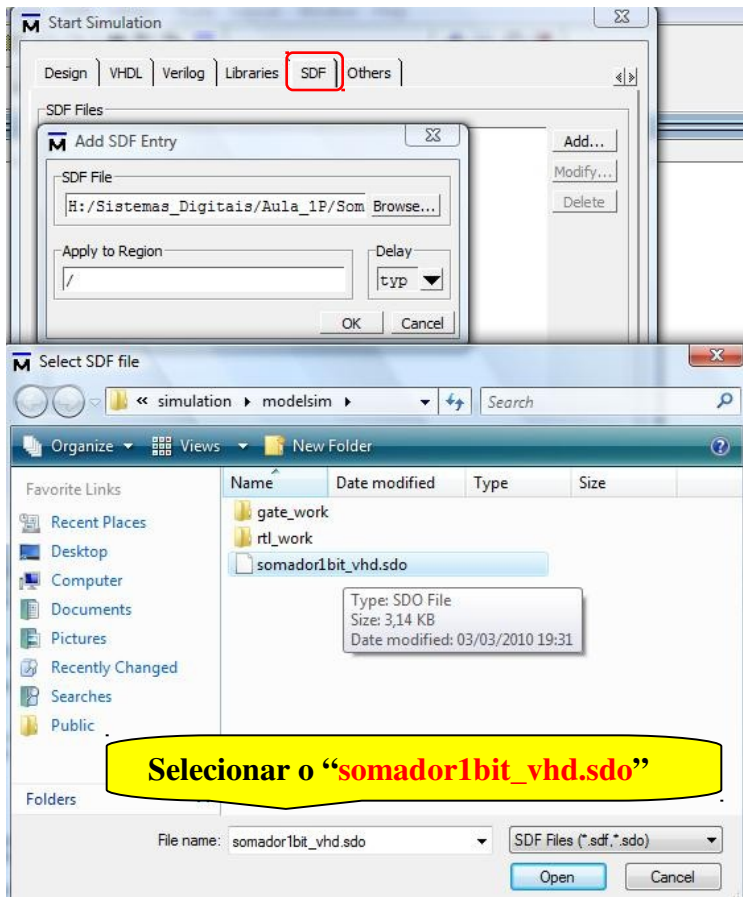 Start Simulation
Design VHDL Verilog Libraries SDF Others
SDF Files
Add SDF Entry
Add...
SDF File
Modify...
H:/Sistemas_Digitais/Aula_1P/Som Browse...
Delete
Apply to Region Delay
/ typ
OK Cancel
Select SDF file
« simulation modelsim Search
Organize Views New Folder
Favorite Links Name Date modified Type Size
Recent Places
Desktop
Computer
Documents
Pictures
Recently Changed
Searches
Public
gate_work
rtl_work
somador1bit_vhd.sdo
Type: SDO File
Size: 3,14 KB
Date modified: 03/03/2010 19:31
Selecionar o “somador1bit_vhd.sdo”
Folders
File name: somador1bit_vhd.sdo SDF Files (*.sdf,*.sdo)
Open Cancel